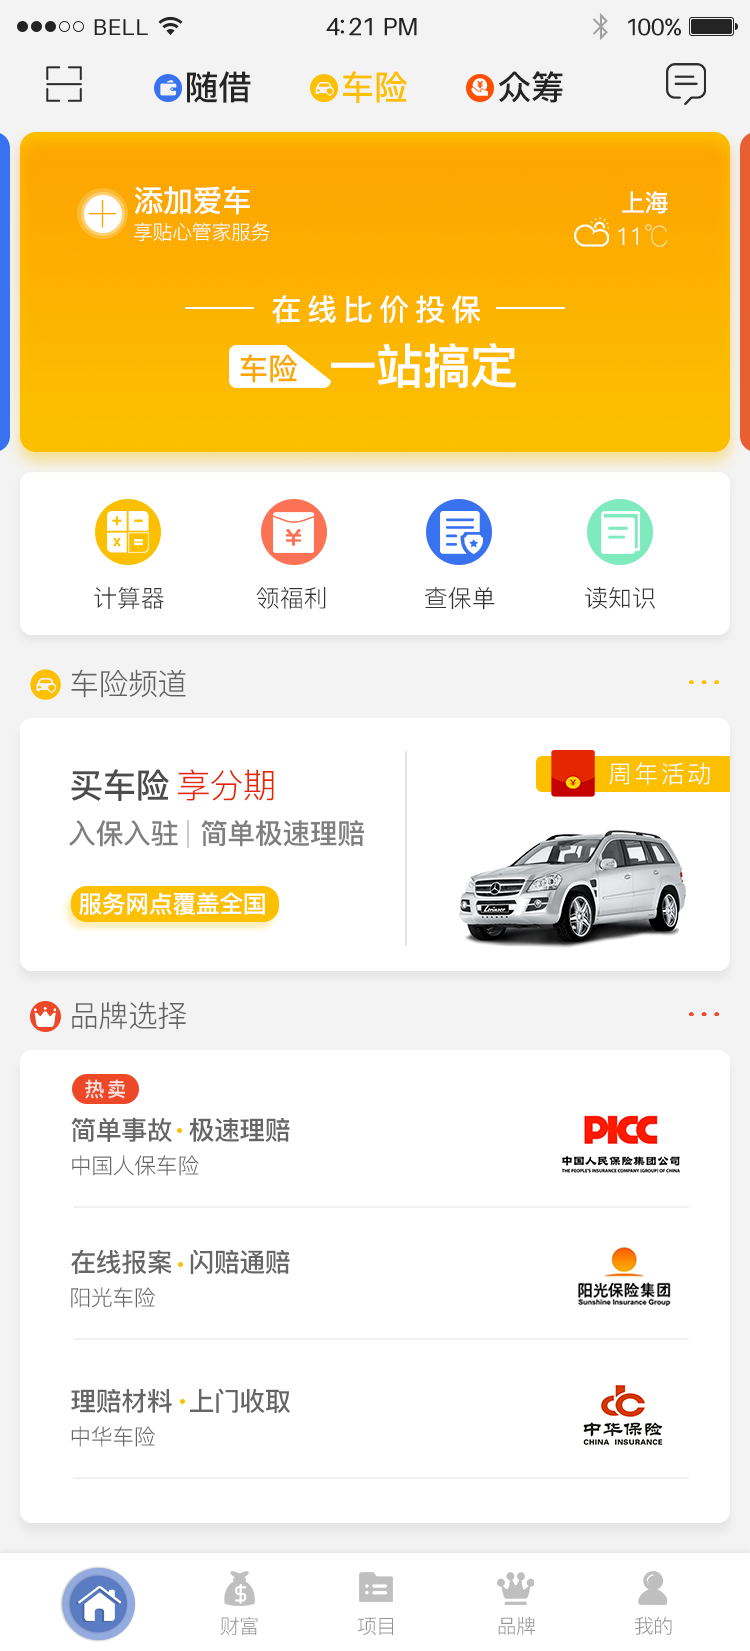 BELL 4:21 PM 100%
随借 车险 众筹
添加爱车
享贴心管家服务
上海
11℃
在线比价投保
车险 一站搞定
计算器 领福利 查保单 读知识
车险频道
买车险 享分期
入保入驻 | 简单极速理赔
服务网点覆盖全国
周年活动
品牌选择
热卖
简单事故·极速理赔
中国人保车险
PICC
中国人民保险集团公司
THE PEOPLE'S INSURANCE COMPANY (GROUP) OF CHINA
在线报案·闪赔通赔
阳光车险
阳光保险集团
Sunshine Insurance Group
理赔材料·上门收取
中华车险
中华保险
CHINA INSURANCE
财富 项目 品牌 我的